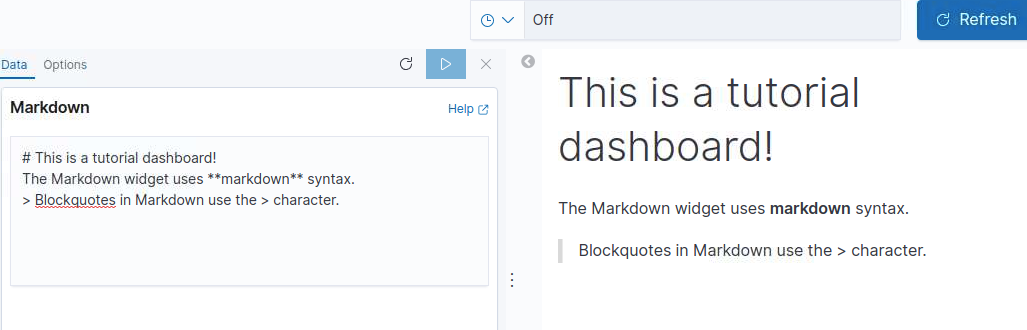 Off
Refresh
Data
Options
Markdown
Help
# This is a tutorial dashboard!
The Markdown widget uses **markdown** syntax.
> Blockquotes in Markdown use the > character.
This is a tutorial
dashboard!
The Markdown widget uses markdown syntax.
Blockquotes in Markdown use the > character.